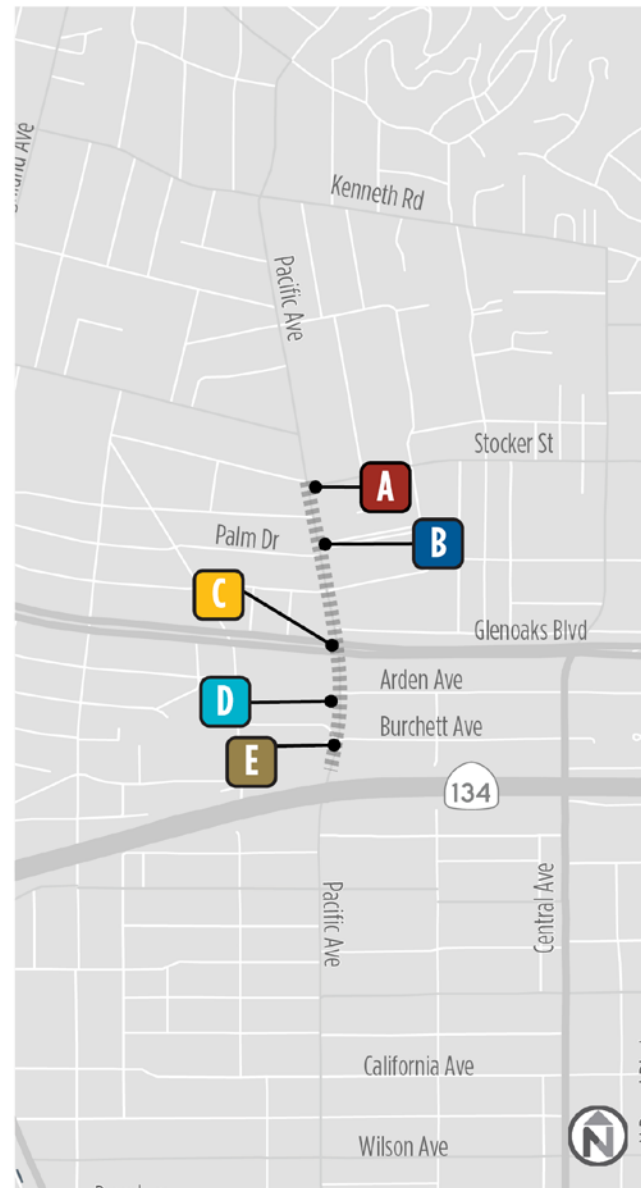 Kenneth Rd
Pacific Ave
Stocker St
A
Palm Dr
B
C
Glenoaks Blvd
Arden Ave
D
Burchett Ave
E
134
Pacific Ave
Central Ave
California Ave
N
Wilson Ave